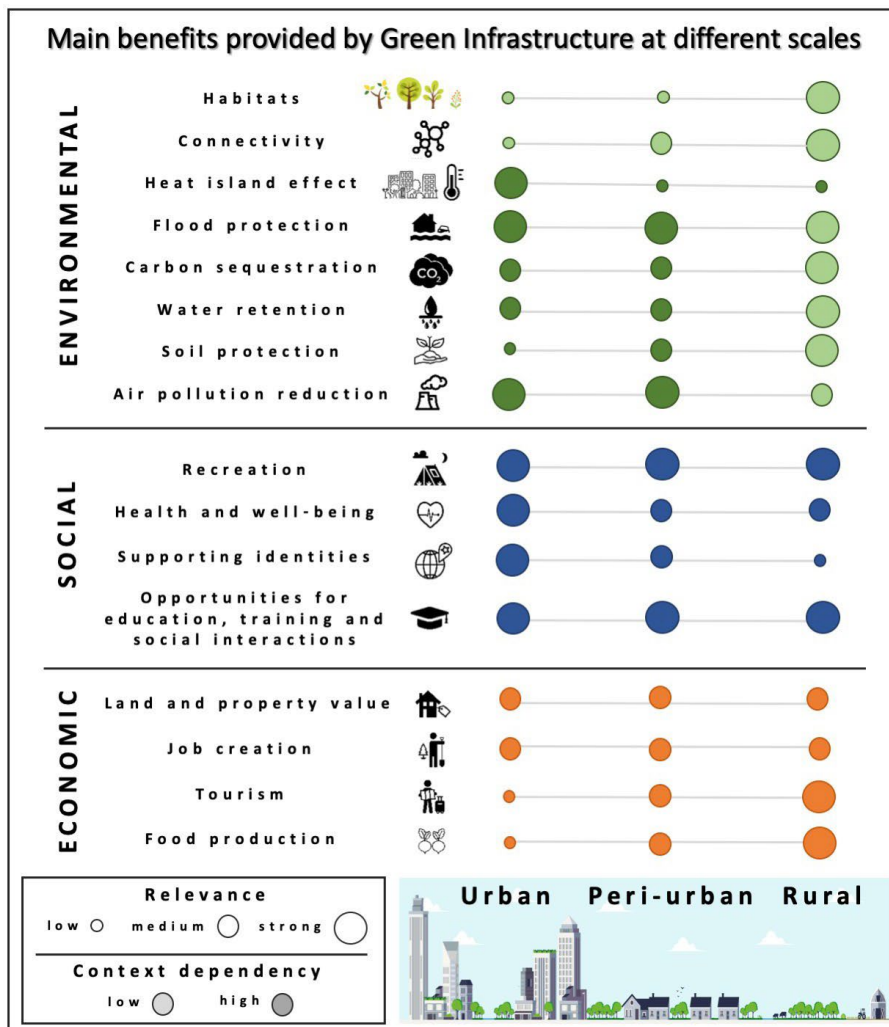 Main benefits provided by Green Infrastructure at different scales
ENVIRONMENTAL
Habitats
Connectivity
Heat island effect
Flood protection
Carbon sequestration
CO2
Water retention
Soil protection
Air pollution reduction
SOCIAL
Recreation
Health and well-being
Supporting identities
Opportunities for
education, training and
social interactions
ECONOMIC
Land and property value
Job creation
Tourism
Food production
Relevance
low medium strong
Context dependency
low high
Urban Peri-urban Rural